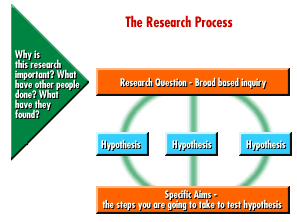 The Research Process
Why is
this research
important? What
have other people
done? What
have they
found?
Research Question - Broad based inquiry
Hypothesis
Hypothesis
Hypothesis
Specific Aims -
the steps you are going to take to test hypothesis